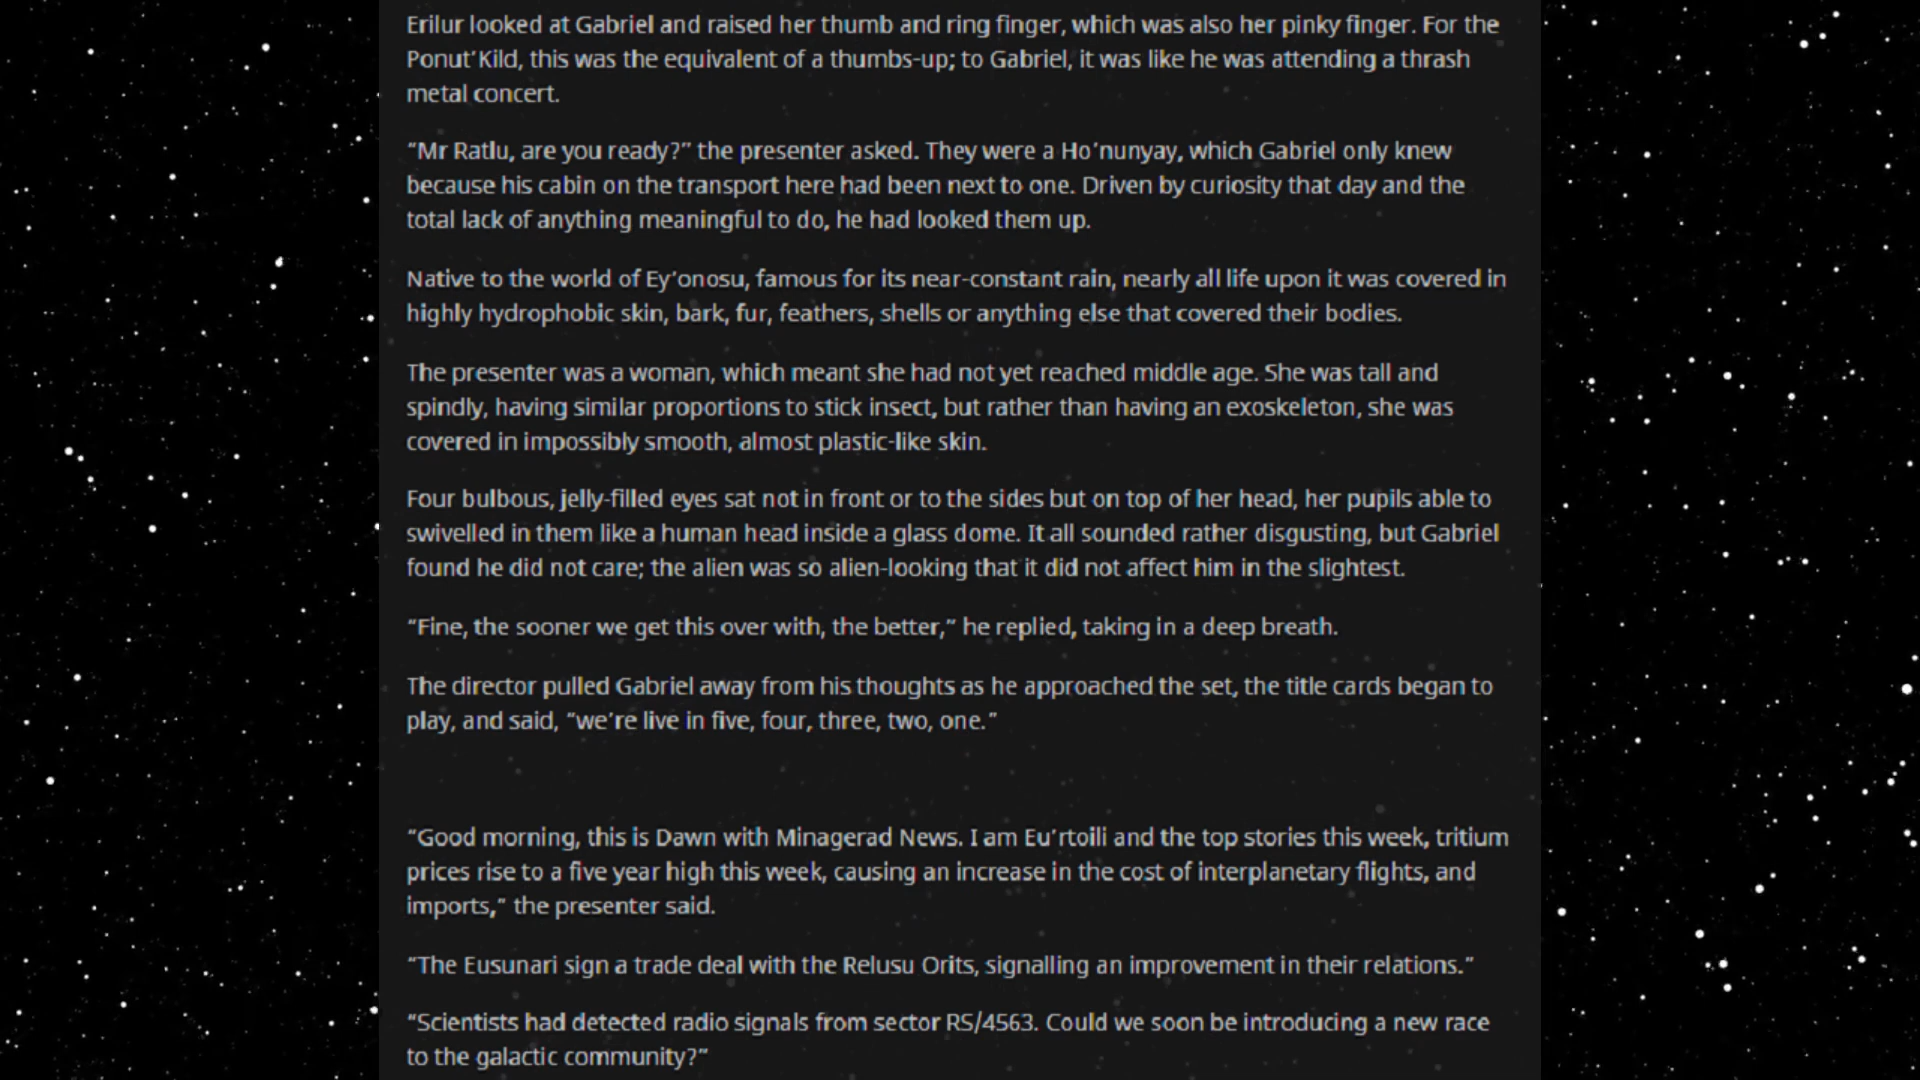 Erilur looked at Gabriel and raised her thumb and ring finger, which was also her pinky finger. For the
Ponut’Kild, this was the equivalent of a thumbs-up; to Gabriel, it was like he was attending a thrash
metal concert.
“Mr Ratlu, are you ready?” the presenter asked. They were a Ho’nunyay, which Gabriel only knew
because his cabin on the transport here had been next to one. Driven by curiosity that day and the
total lack of anything meaningful to do, he had looked them up.
Native to the world of Ey’onosu, famous for its near-constant rain, nearly all life upon it was covered in
highly hydrophobic skin, bark, fur, feathers, shells or anything else that covered their bodies.
The presenter was a woman, which meant she had not yet reached middle age. She was tall and
spindly, having similar proportions to stick insect, but rather than having an exoskeleton, she was
covered in impossibly smooth, almost plastic-like skin.
Four bulbous, jelly-filled eyes sat not in front or to the sides but on top of her head, her pupils able to
swivelled in them like a human head inside a glass dome. It all sounded rather disgusting, but Gabriel
found he did not care; the alien was so alien-looking that it did not affect him in the slightest.
“Fine, the sooner we get this over with, the better,” he replied, taking in a deep breath.
The director pulled Gabriel away from his thoughts as he approached the set, the title cards began to
play, and said, “we’re live in five, four, three, two, one.”
“Good morning, this is Dawn with Minagerad News. I am Eu’rtoili and the top stories this week, tritium
prices rise to a five year high this week, causing an increase in the cost of interplanetary flights, and
imports,” the presenter said.
“The Eusunari sign a trade deal with the Relusu Orits, signalling an improvement in their relations.”
“Scientists had detected radio signals from sector RS/4563. Could we soon be introducing a new race
to the galactic community?”